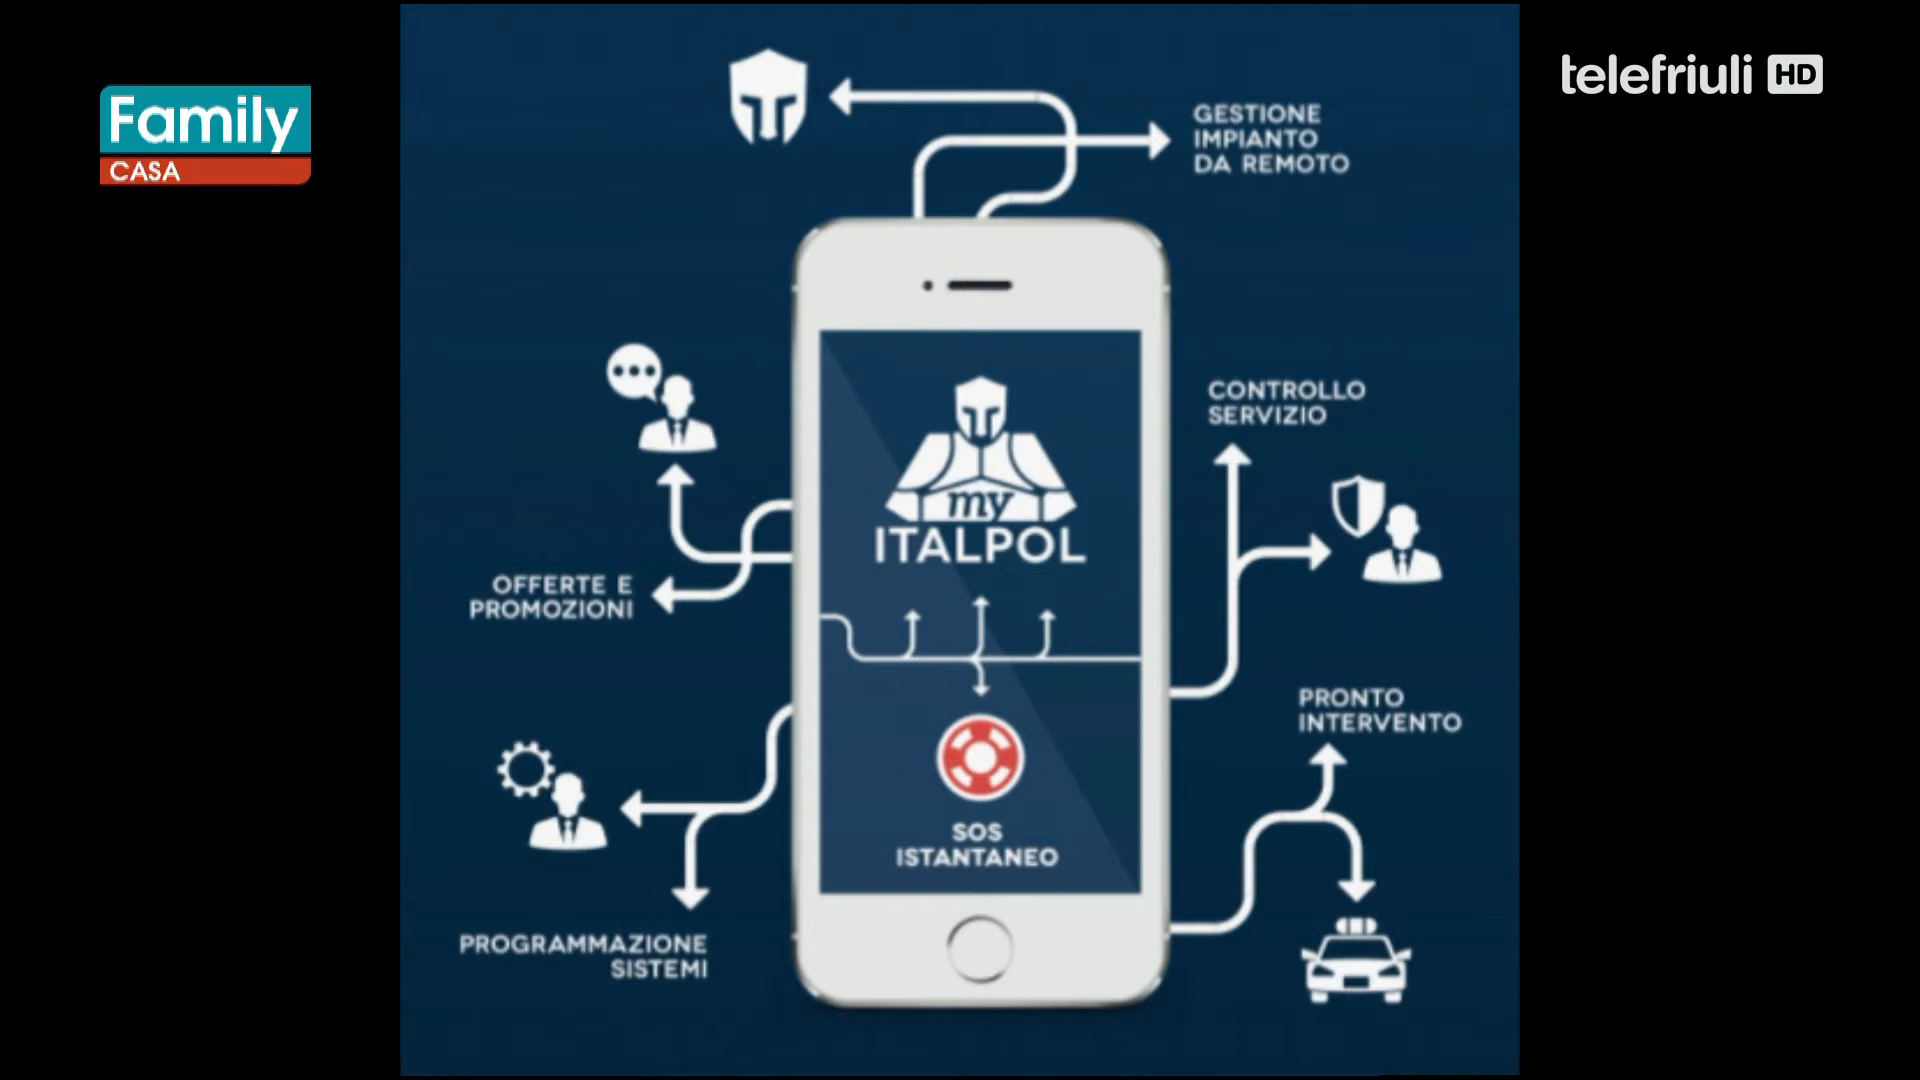 Family
CASA
telefriuli HD
GESTIONE
IMPIANTO
DA REMOTO
CONTROLLO
SERVIZIO
my
ITALPOL
OFFERTE E
PROMOZIONI
PRONTO
INTERVENTO
SOS
ISTANTANEO
PROGRAMMAZIONE
SISTEMI